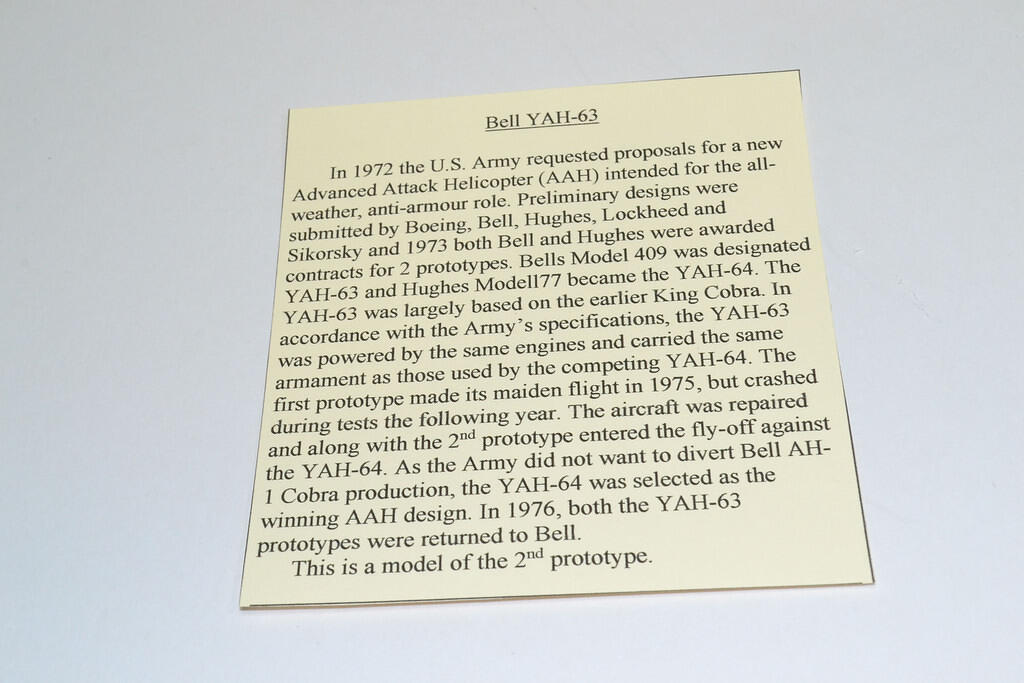 Bell YAH-63
In 1972 the U.S. Army requested proposals for a new
Advanced Attack Helicopter (AAH) intended for the all-
weather, anti-armour role. Preliminary designs were
submitted by Boeing, Bell, Hughes, Lockheed and
Sikorsky and 1973 both Bell and Hughes were awarded
contracts for 2 prototypes. Bells Model 409 was designated
YAH-63 and Hughes Modell77 became the YAH-64. The
YAH-63 was largely based on the earlier King Cobra. In
accordance with the Army's specifications, the YAH-63
was powered by the same engines and carried the same
armament as those used by the competing YAH-64. The
first prototype made its maiden flight in 1975, but crashed
during tests the following year. The aircraft was repaired
and along with the 2nd prototype entered the fly-off against
the YAH-64. As the Army did not want to divert Bell AH-
1 Cobra production, the YAH-64 was selected as the
winning AAH design. In 1976, both the YAH-63
prototypes were returned to Bell.
This is a model of the 2nd prototype.